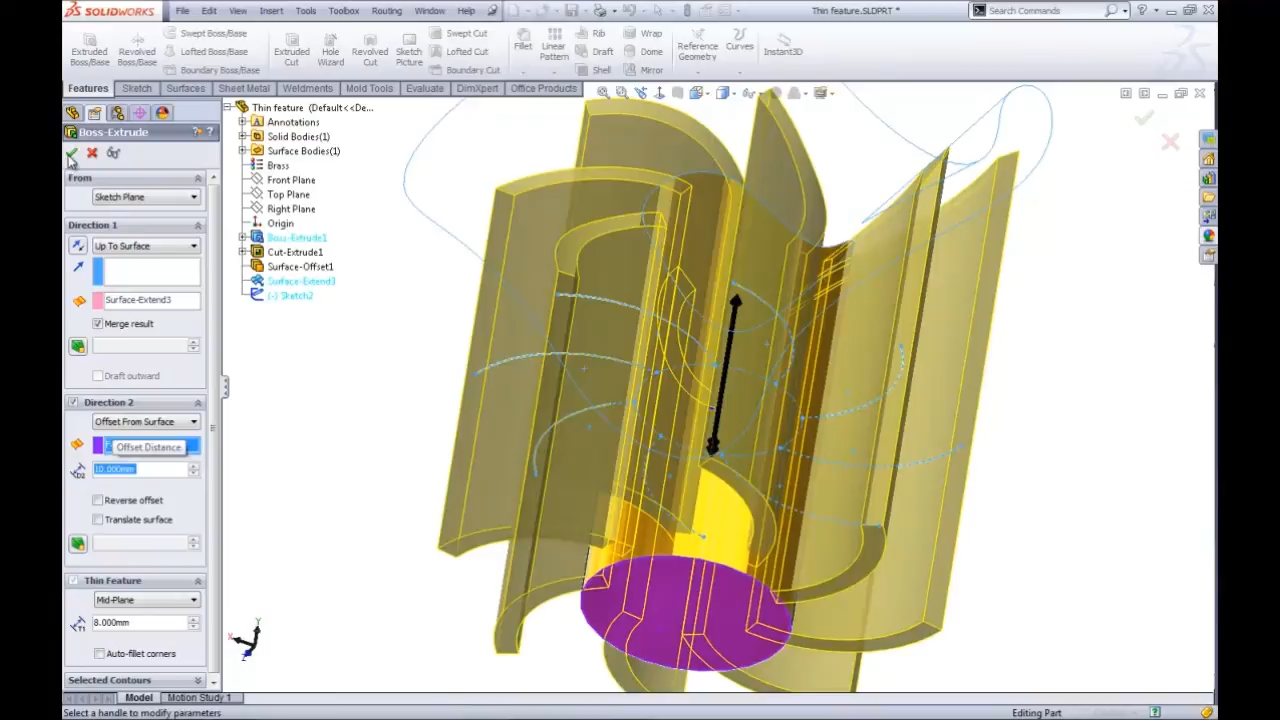 SOLIDWORKS File Edit View Insert Tools Toolbox Routing Window Help Thin feature.SLDPRT * Search Commands
Extruded Boss/Base
Revolved Boss/Base
Swept Boss/Base
Lofted Boss/Base
Boundary Boss/Base
Extruded Cut
Hole Wizard
Revolved Cut
Sketch Picture
Swept Cut
Lofted Cut
Boundary Cut
Fillet
Linear Pattern
Rib
Draft
Shell
Wrap
Dome
Mirror
Reference Geometry
Curves
Instant3D
Features Sketch Surfaces Sheet Metal Weldments Mold Tools Evaluate DimXpert Office Products
Boss-Extrude
From
Sketch Plane
Direction 1
Up To Surface
Surface-Extend3
Merge result
Draft outward
Direction 2
Offset From Surface
Offset Distance
10.000mm
Reverse offset
Translate surface
Thin Feature
Mid-Plane
8.000mm
Auto-fillet corners
Selected Contours
Thin feature (Default<<De...
Annotations
Solid Bodies(1)
Surface Bodies(1)
Brass
Front Plane
Top Plane
Right Plane
Origin
Boss-Extrude1
Cut-Extrude1
Surface-Offset1
Surface-Extend3
(-) Sketch2
Y
X
Z
Model Motion Study 1
Select a handle to modify parameters Editing Part